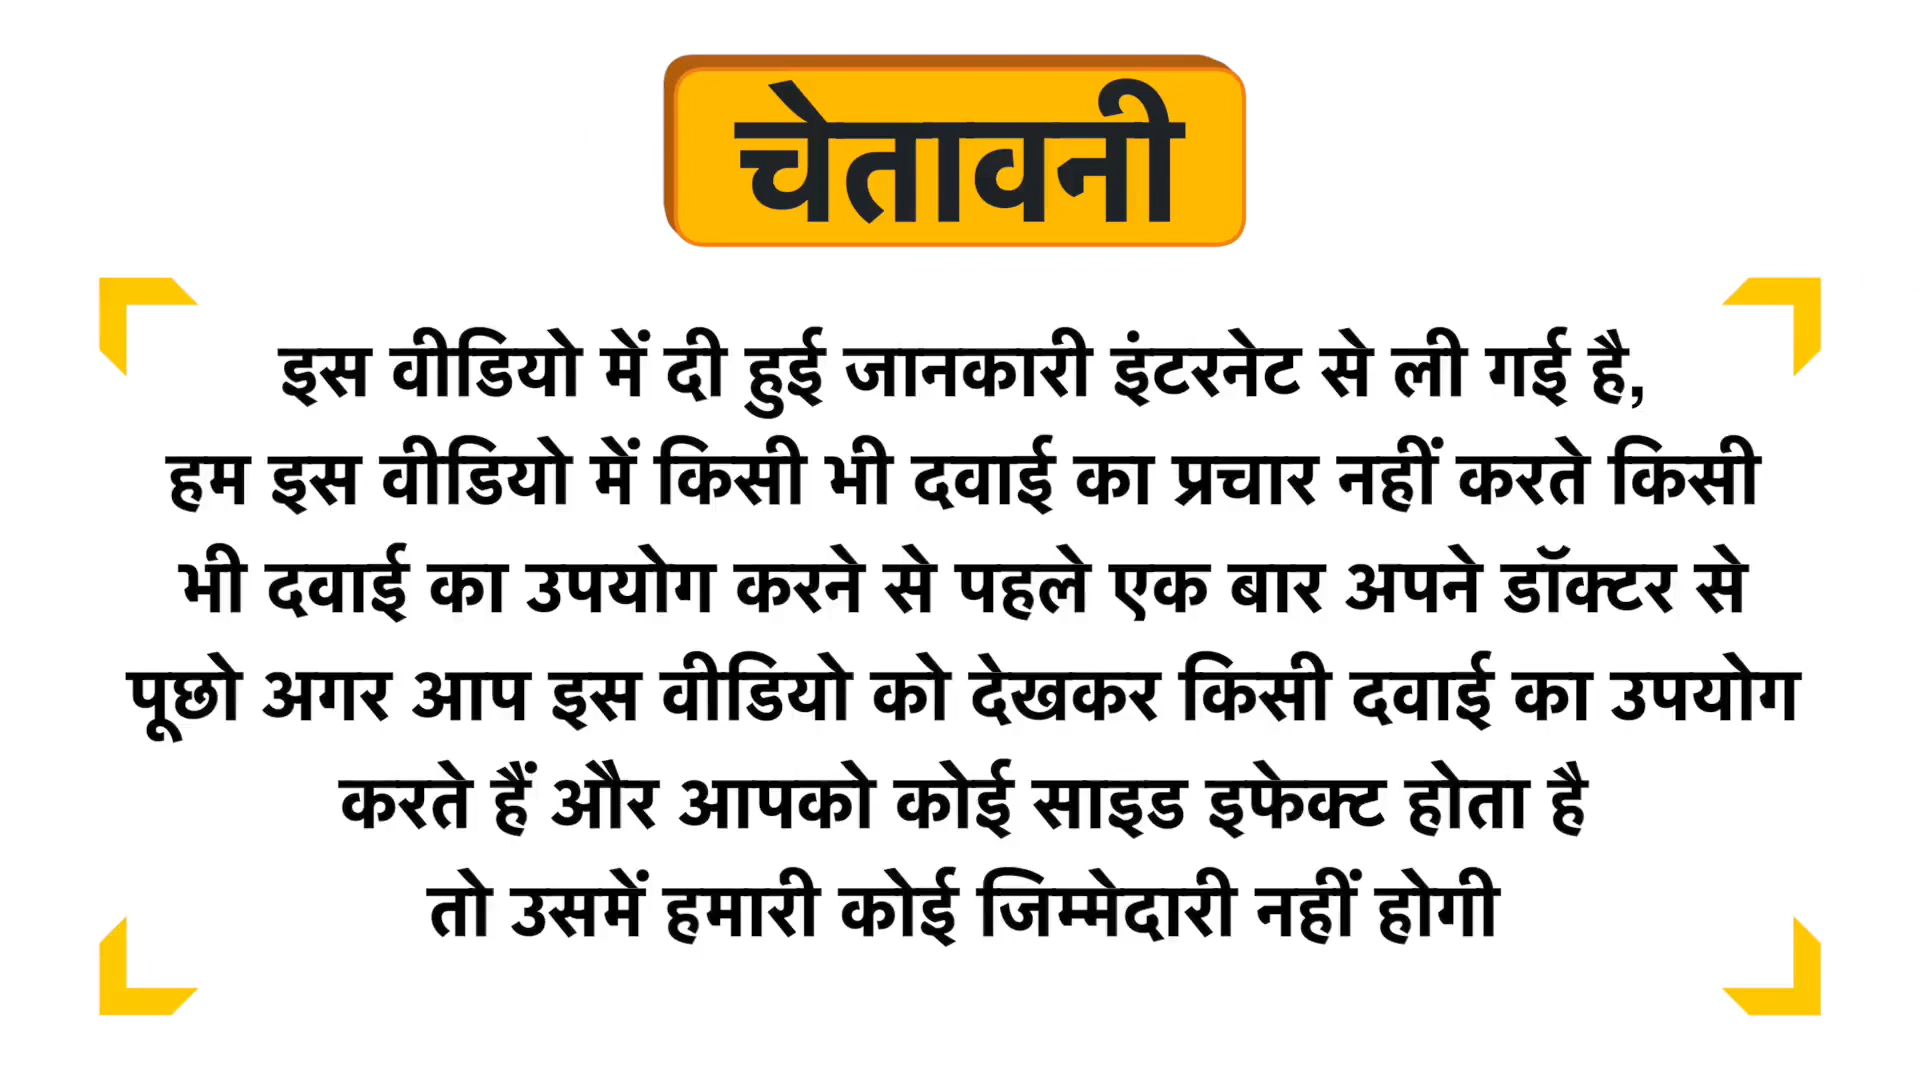 चेतावनी
इस वीडियो में दी हुई जानकारी इंटरनेट से ली गई है,
हम इस वीडियो में किसी भी दवाई का प्रचार नहीं करते किसी
भी दवाई का उपयोग करने से पहले एक बार अपने डॉक्टर से
पूछो अगर आप इस वीडियो को देखकर किसी दवाई का उपयोग
करते हैं और आपको कोई साइड इफेक्ट होता है
तो उसमें हमारी कोई जिम्मेदारी नहीं होगी